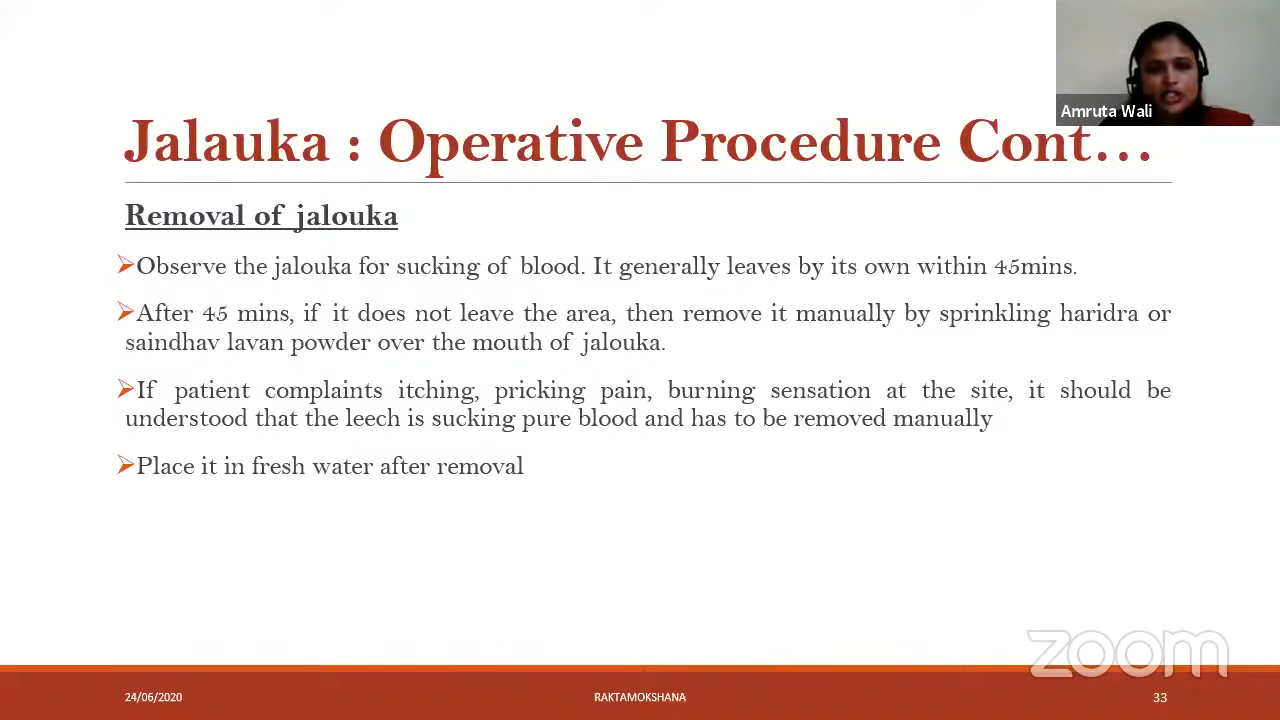 Amruta Wali
Jalauka : Operative Procedure Cont…
Removal of jalouka
Observe the jalouka for sucking of blood. It generally leaves by its own within 45mins.
After 45 mins, if it does not leave the area, then remove it manually by sprinkling haridra or
saindhav lavan powder over the mouth of jalouka.
If patient complaints itching, pricking pain, burning sensation at the site, it should be
understood that the leech is sucking pure blood and has to be removed manually
Place it in fresh water after removal
zoom
24/06/2020
RAKTAMOKSHANA
33